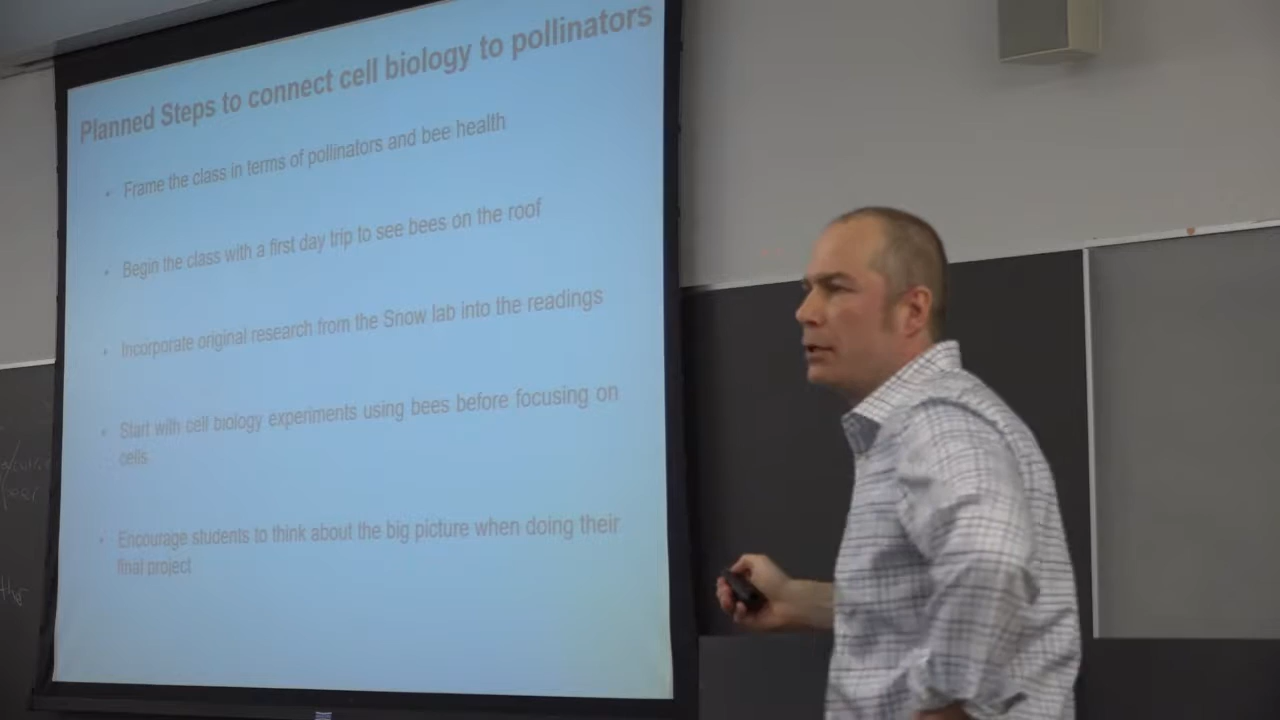 Planned Steps to connect cell biology to pollinators
• Frame the class in terms of pollinators and bee health
• Begin the class with a first day trip to see bees on the roof
• Incorporate original research from the Snow lab into the readings
• Start with cell biology experiments using bees before focusing on
cells
• Encourage students to think about the big picture when doing their
final project